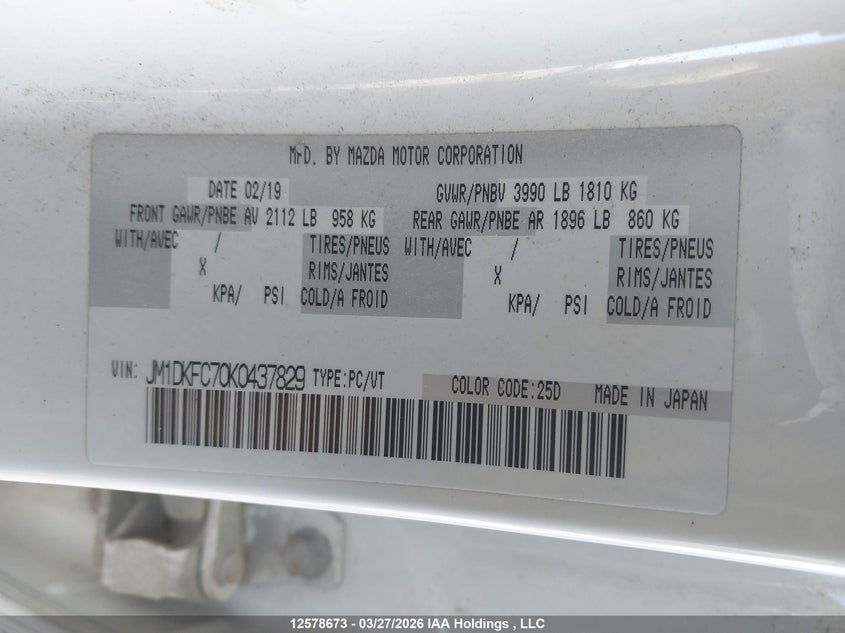 MFD. BY MAZDA MOTOR CORPORATION
DATE 02/19 GVWR/PNBV 3990 LB 1810 KG
FRONT GAWR/PNBE AV 2112 LB 958 KG REAR GAWR/PNBE AR 1896 LB 860 KG
WITH/AVEC / TIRES/PNEUS WITH/AVEC / TIRES/PNEUS
X RIMS/JANTES X RIMS/JANTES
KPA/ PSI COLD/A FROID KPA/ PSI COLD/A FROID
VIN: JM1DKFC70K0437829 TYPE:PC/VT COLOR CODE:25D MADE IN JAPAN
12578673 - 03/27/2026 IAA Holdings , LLC